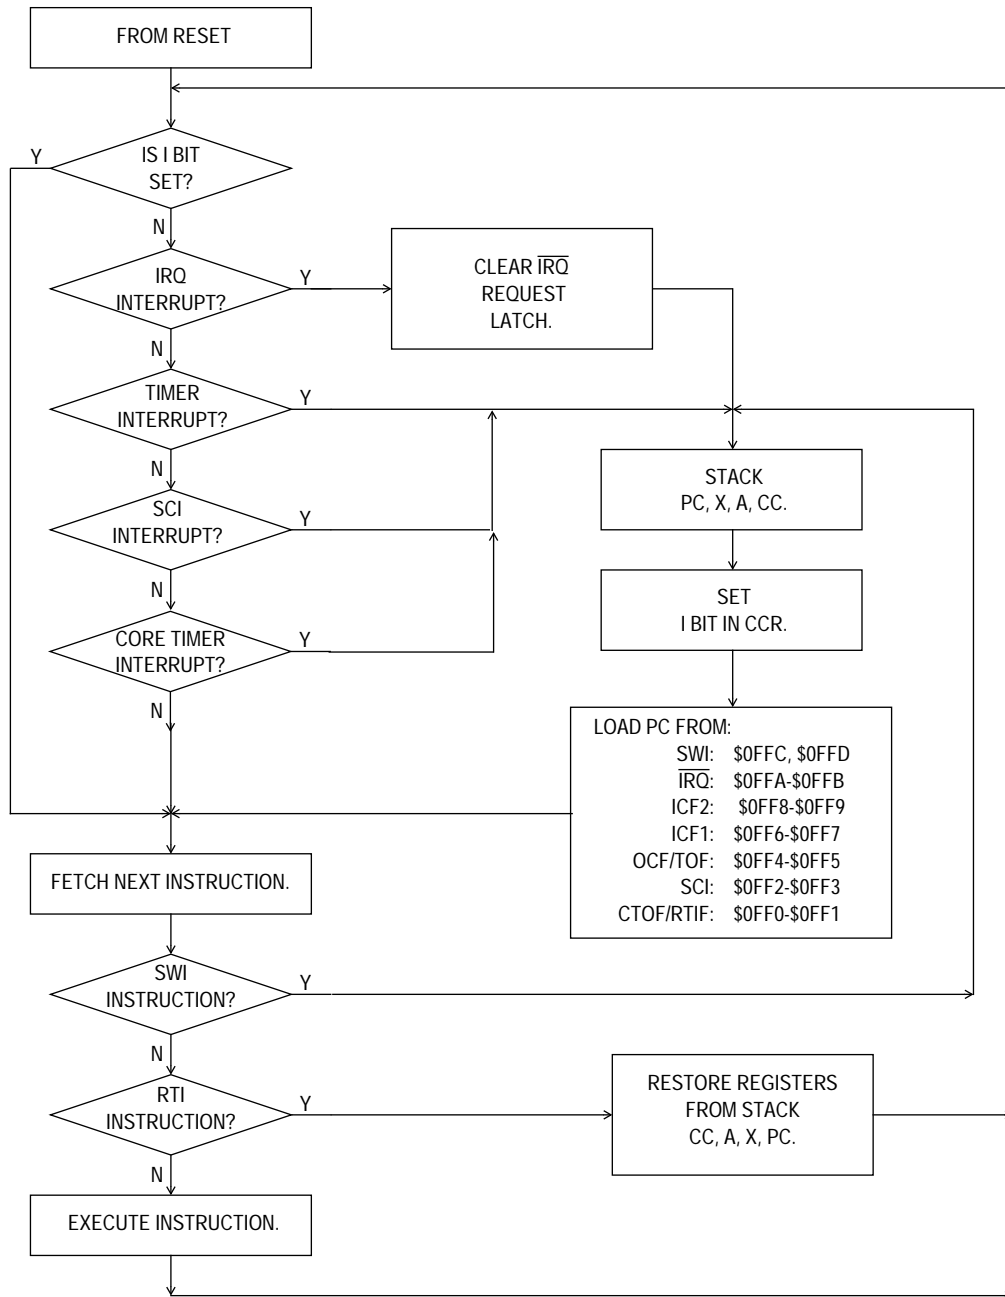 FROM RESET
Y
IS I BIT
SET?
N
IRQ
INTERRUPT?
Y
CLEAR I̅R̅Q̅
REQUEST
LATCH.
N
TIMER
INTERRUPT?
Y
N
SCI
INTERRUPT?
Y
N
CORE TIMER
INTERRUPT?
Y
N
STACK
PC, X, A, CC.
SET
I BIT IN CCR.
LOAD PC FROM:
SWI: $0FFC, $0FFD
I̅R̅Q̅: $0FFA-$0FFB
ICF2: $0FF8-$0FF9
ICF1: $0FF6-$0FF7
OCF/TOF: $0FF4-$0FF5
SCI: $0FF2-$0FF3
CTOF/RTIF: $0FF0-$0FF1
FETCH NEXT INSTRUCTION.
SWI
INSTRUCTION?
Y
N
RTI
INSTRUCTION?
Y
RESTORE REGISTERS
FROM STACK
CC, A, X, PC.
N
EXECUTE INSTRUCTION.